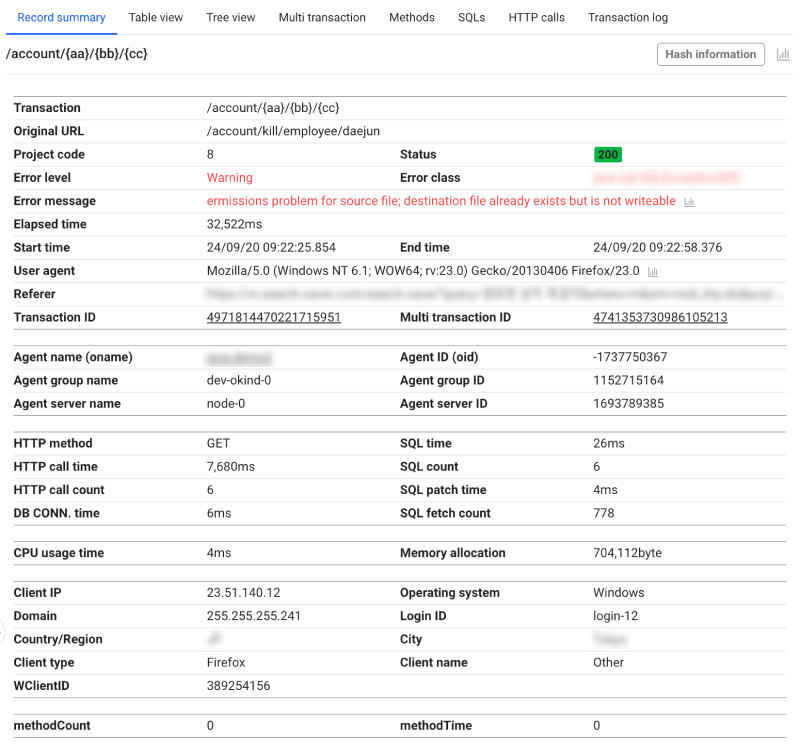 Record summary Table view Tree view Multi transaction Methods SQLs HTTP calls Transaction log
/account/{aa}/{bb}/{cc} Hash information
Transaction /account/{aa}/{bb}/{cc}
Original URL /account/kill/employee/daejun
Project code 8 Status 200
Error level Warning Error class
Error message ermissions problem for source file; destination file already exists but is not writeable
Elapsed time 32,522ms
Start time 24/09/20 09:22:25.854 End time 24/09/20 09:22:58.376
User agent Mozilla/5.0 (Windows NT 6.1; WOW64; rv:23.0) Gecko/20130406 Firefox/23.0
Referer
Transaction ID 4971814470221715951 Multi transaction ID 4741353730986105213
Agent name (oname) Agent ID (oid) -1737750367
Agent group name dev-okind-0 Agent group ID 1152715164
Agent server name node-0 Agent server ID 1693789385
HTTP method GET SQL time 26ms
HTTP call time 7,680ms SQL count 6
HTTP call count 6 SQL patch time 4ms
DB CONN. time 6ms SQL fetch count 778
CPU usage time 4ms Memory allocation 704,112byte
Client IP 23.51.140.12 Operating system Windows
Domain 255.255.255.241 Login ID login-12
Country/Region City
Client type Firefox Client name Other
WClientID 389254156
methodCount 0 methodTime 0